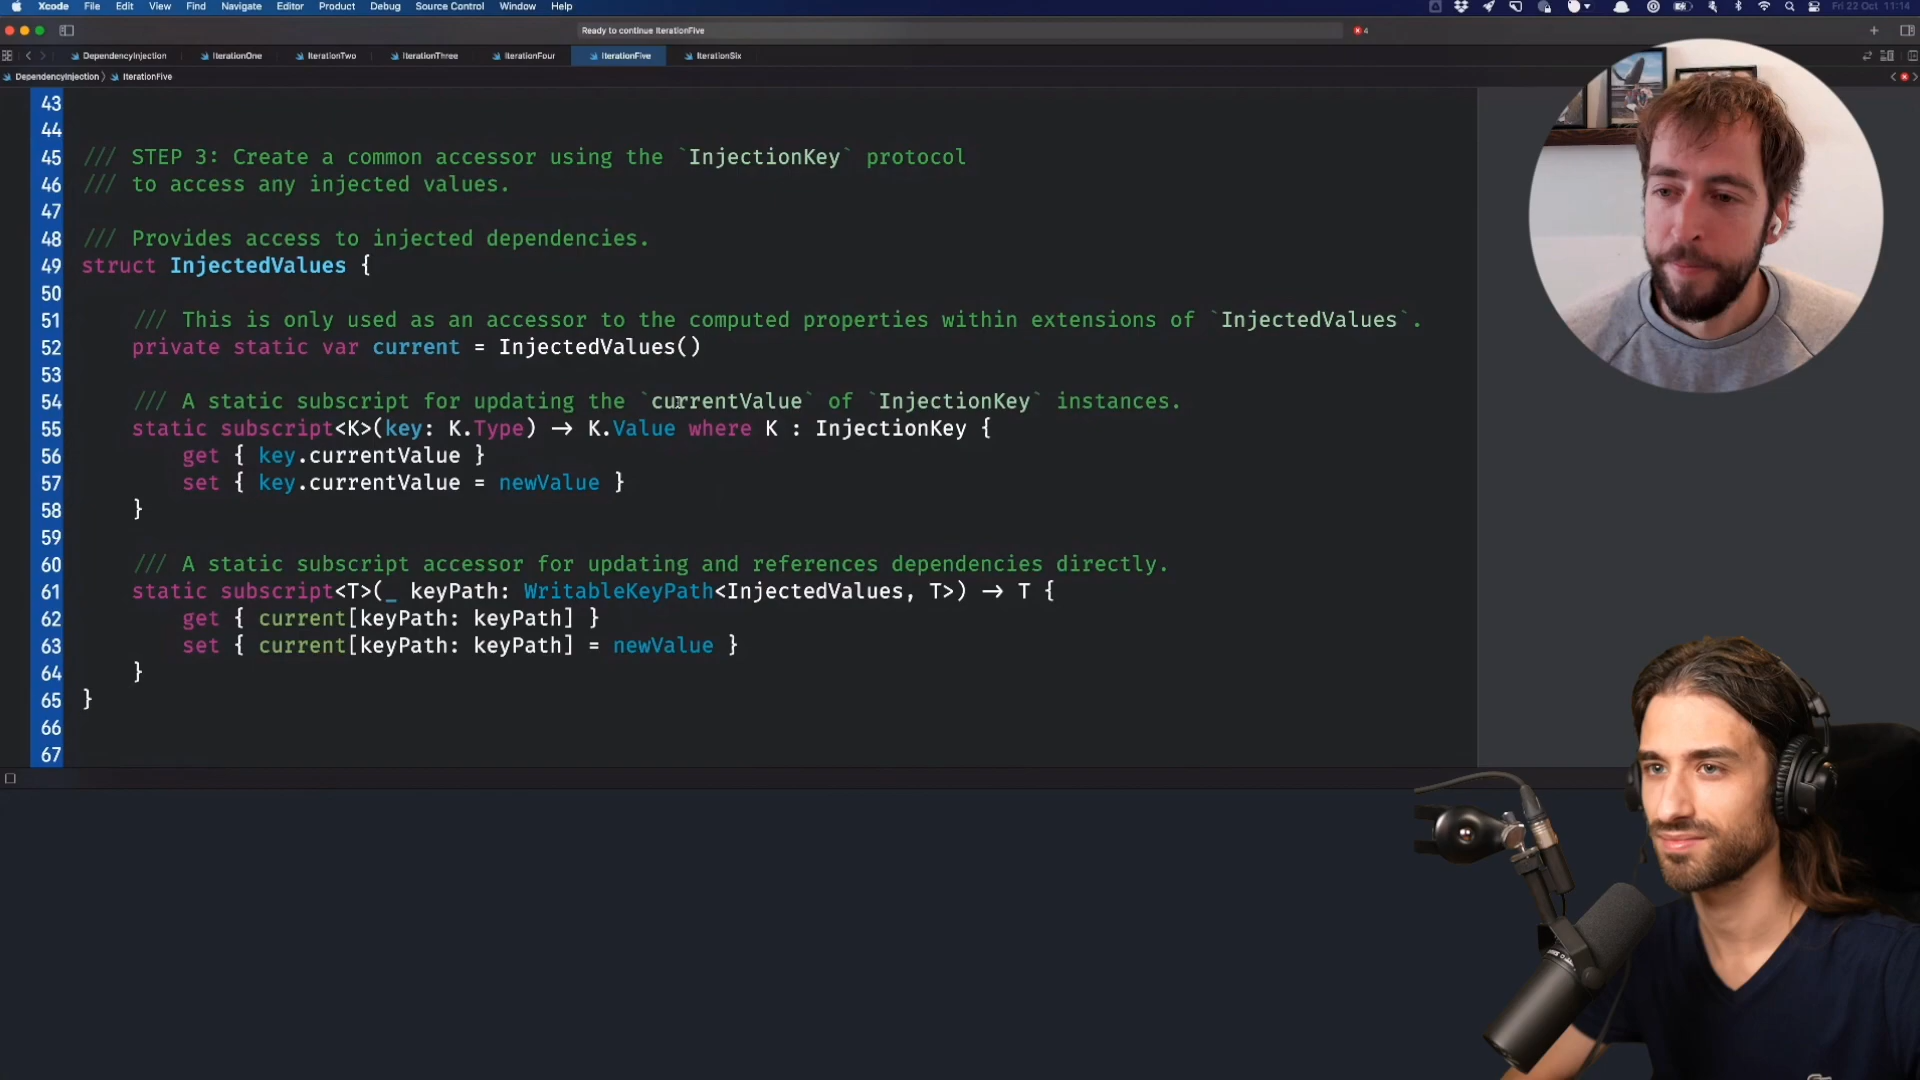 Xcode File Edit View Find Navigate Editor Product Debug Source Control Window Help Fri 22 Oct 11:14
Ready to continue IterationFive 4
DependencyInjection IterationOne IterationTwo IterationThree IterationFour IterationFive IterationSix
DependencyInjection IterationFive
43
44
45 /// STEP 3: Create a common accessor using the `InjectionKey` protocol
46 /// to access any injected values.
47
48 /// Provides access to injected dependencies.
49 struct InjectedValues {
50
51 /// This is only used as an accessor to the computed properties within extensions of `InjectedValues`.
52 private static var current = InjectedValues()
53
54 /// A static subscript for updating the `currentValue` of `InjectionKey` instances.
55 static subscript<K>(key: K.Type) -> K.Value where K : InjectionKey {
56 get { key.currentValue }
57 set { key.currentValue = newValue }
58 }
59
60 /// A static subscript accessor for updating and references dependencies directly.
61 static subscript<T>(_ keyPath: WritableKeyPath<InjectedValues, T>) -> T {
62 get { current[keyPath: keyPath] }
63 set { current[keyPath: keyPath] = newValue }
64 }
65 }
66
67